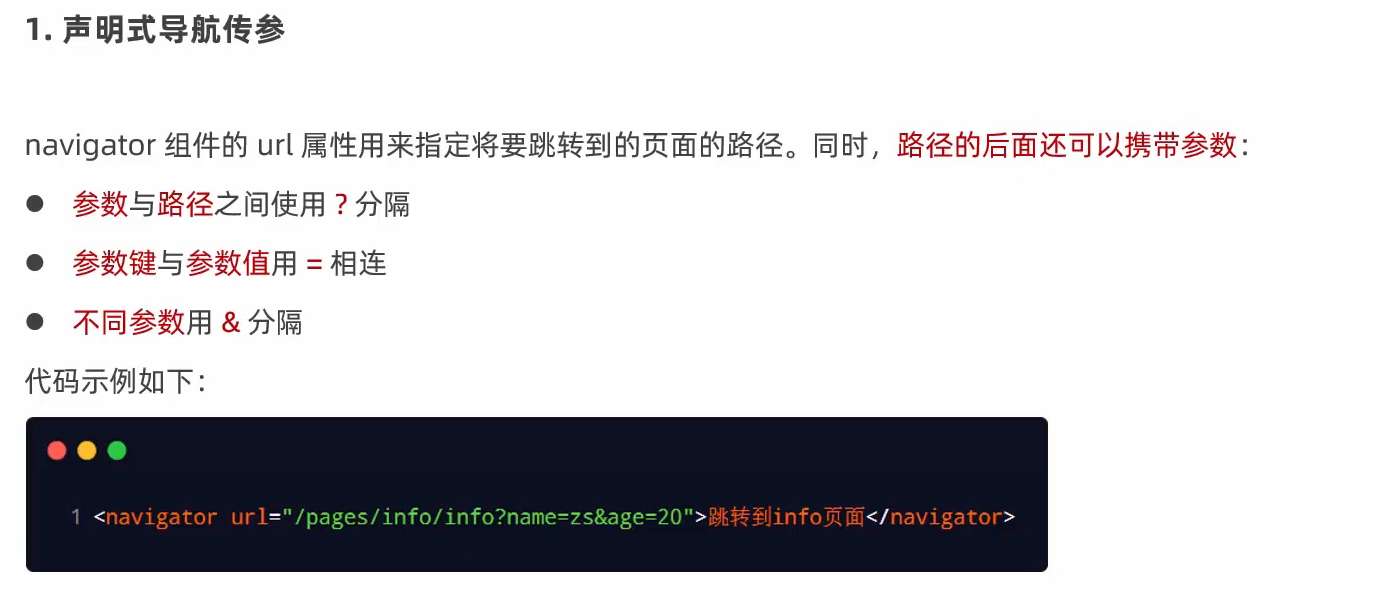 1. 声明式导航传参
navigator 组件的 url 属性用来指定将要跳转到的页面的路径。同时，路径的后面还可以携带参数：
● 参数与路径之间使用 ? 分隔
● 参数键与参数值用 = 相连
● 不同参数用 & 分隔
代码示例如下：
1 <navigator url="/pages/info/info?name=zs&age=20">跳转到info页面</navigator>